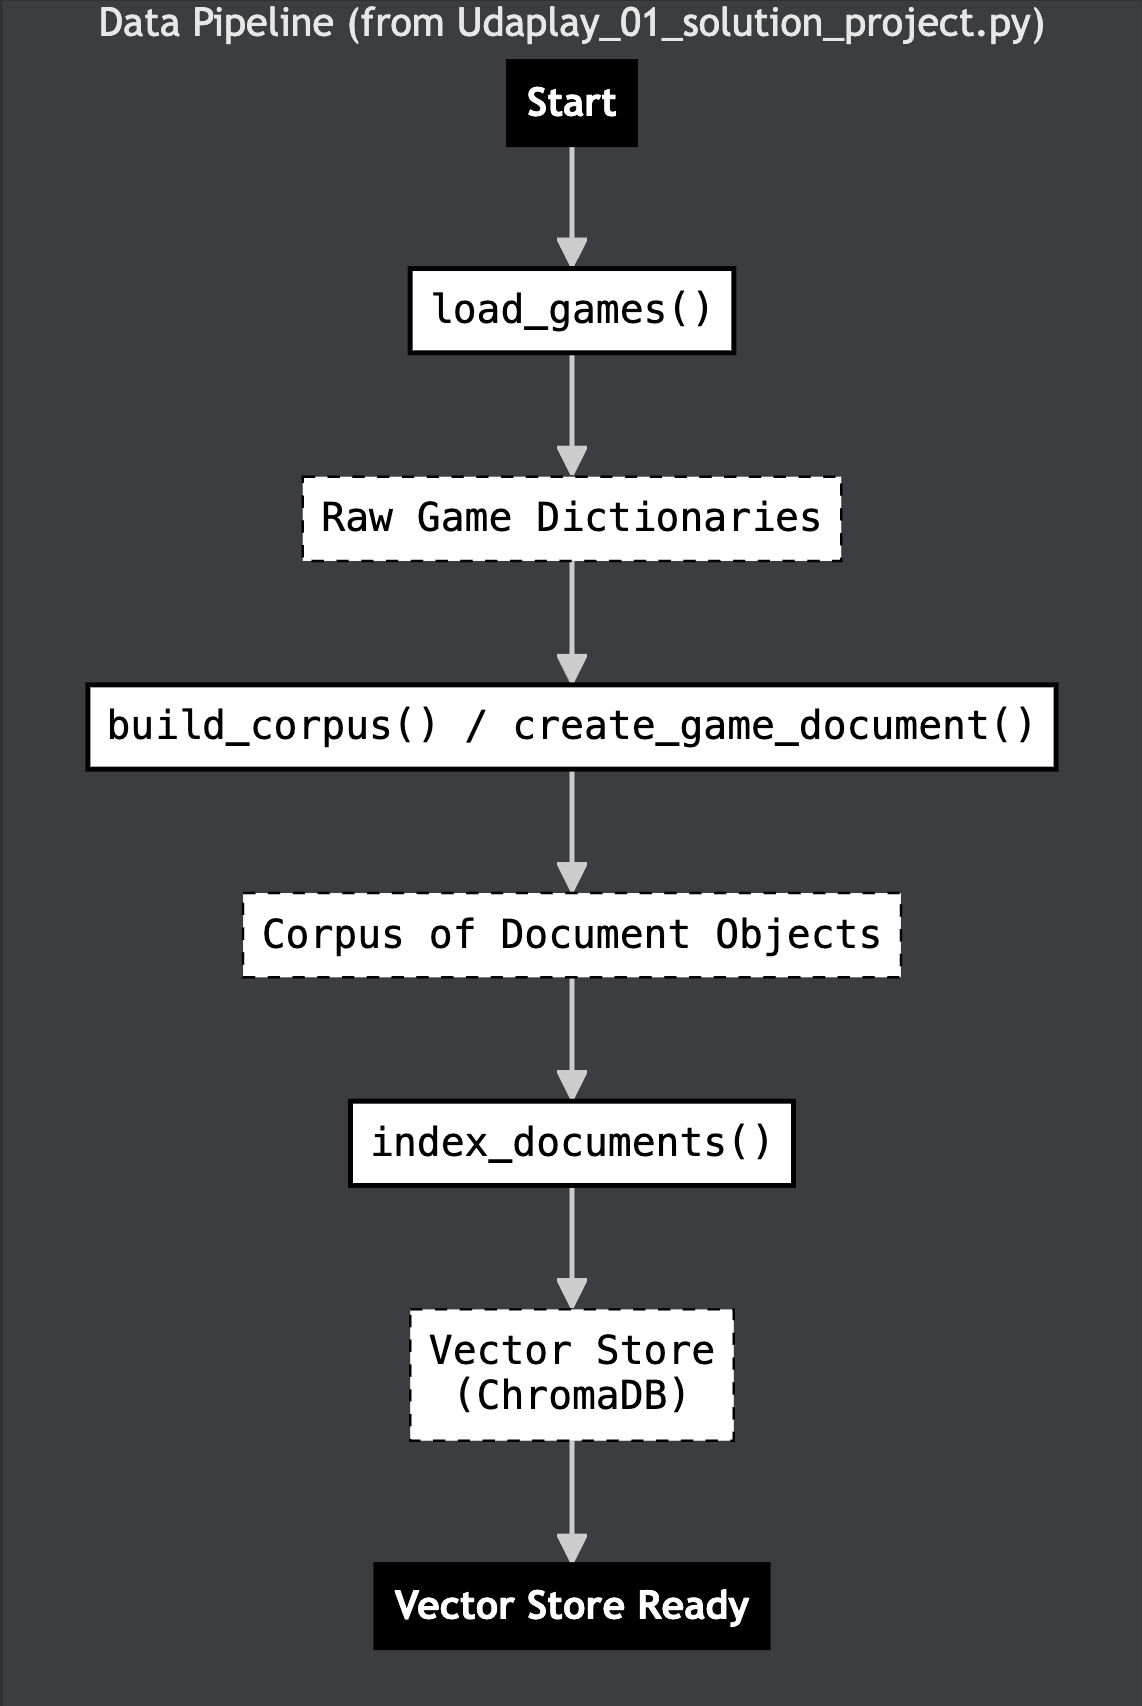 Data Pipeline (from Udaplay_01_solution_project.py)
Start
load_games()
Raw Game Dictionaries
build_corpus() / create_game_document()
Corpus of Document Objects
index_documents()
Vector Store
(ChromaDB)
Vector Store Ready